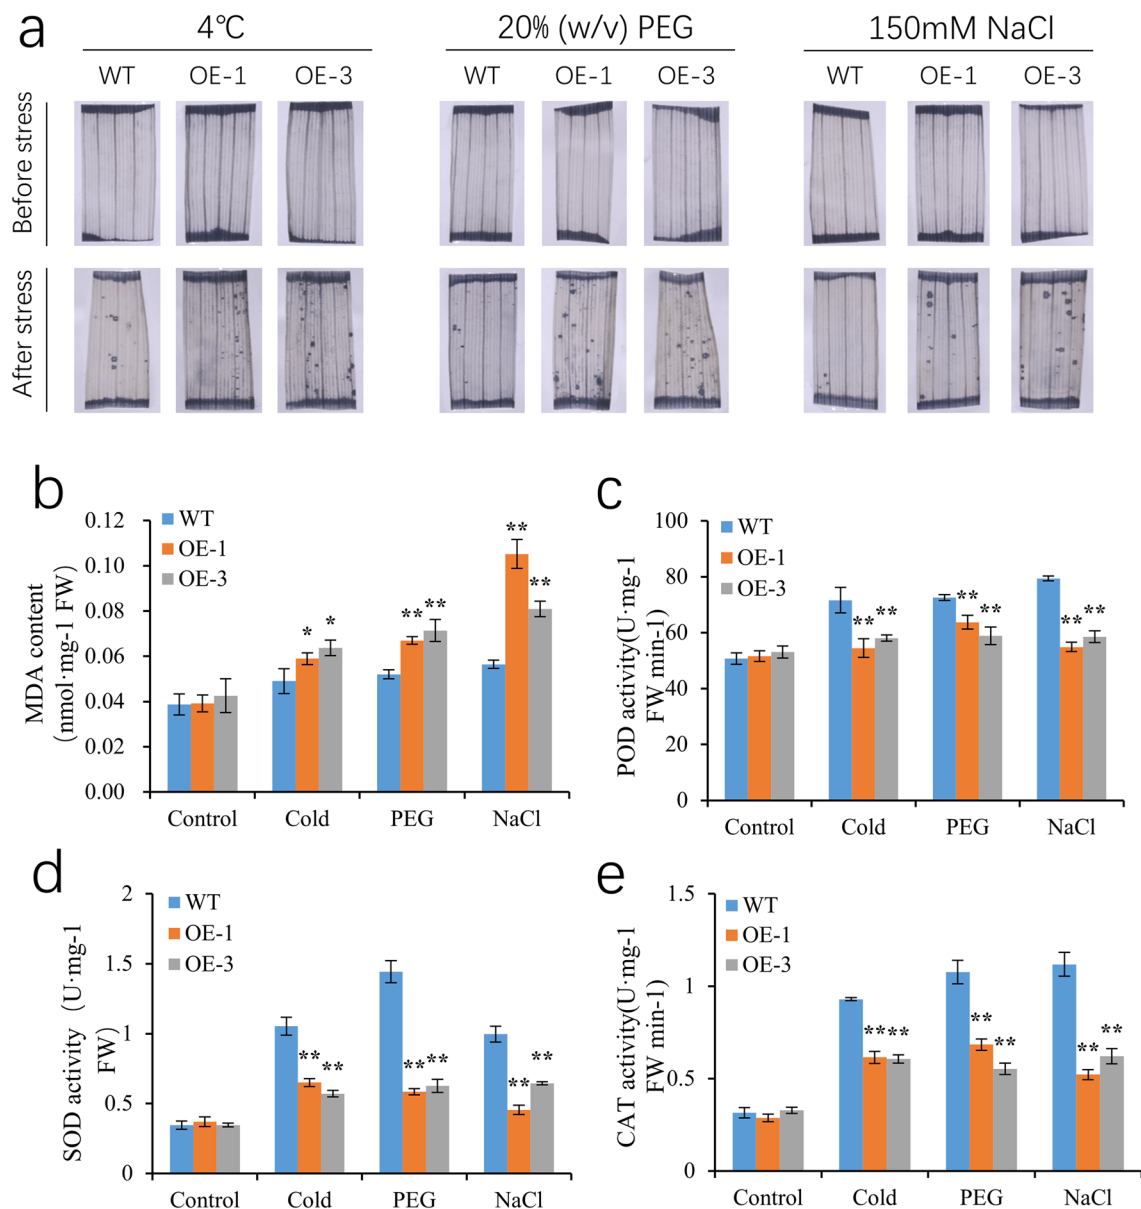 a
4℃
20% (w/v) PEG
150mM NaCl
WT OE-1 OE-3
WT OE-1 OE-3
WT OE-1 OE-3
Before stress
After stress
b
MDA content
(nmol·mg-1 FW)
0.12
0.10
0.08
0.06
0.04
0.02
0.00
WT
OE-1
OE-3
* *
** **
** **
Control Cold PEG NaCl
c
POD activity(U·mg-1
FW min-1)
100
80
60
40
20
0
WT
OE-1
OE-3
** **
** **
** **
Control Cold PEG NaCl
d
SOD activity (U·mg-1
FW)
2
1.5
1
0.5
0
WT
OE-1
OE-3
** **
** **
** **
Control Cold PEG NaCl
e
CAT activity(U·mg-1
FW min-1)
1.5
1
0.5
0
WT
OE-1
OE-3
** **
** **
** **
Control Cold PEG NaCl